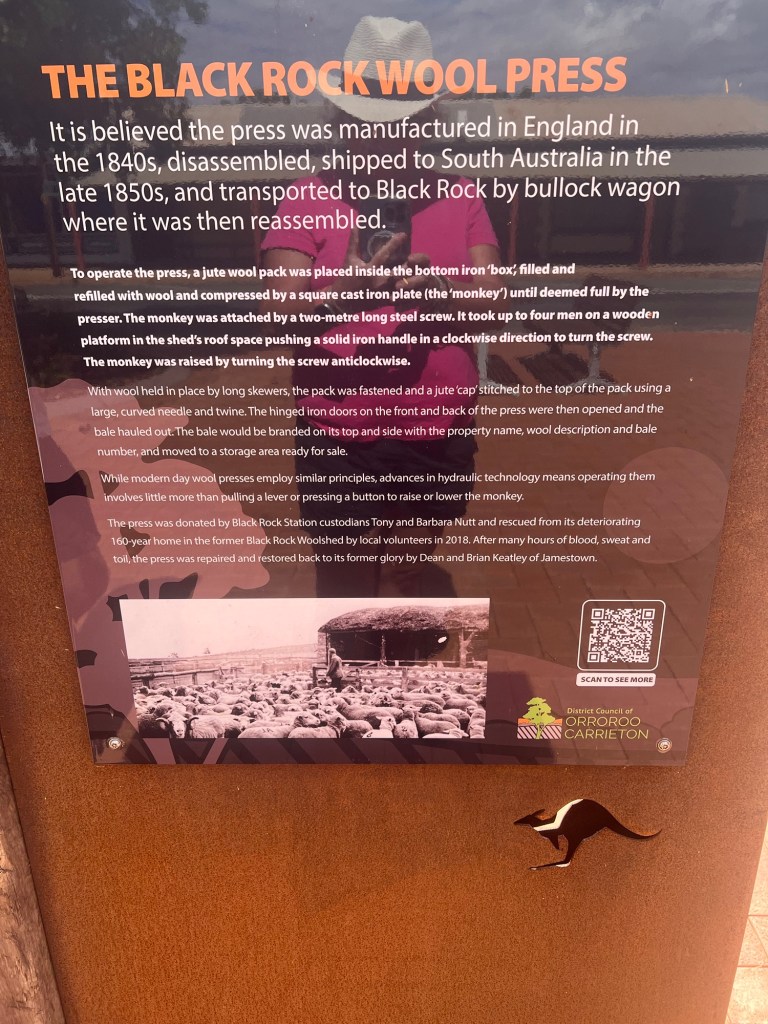 THE BLACK ROCK WOOL PRESS
It is believed the press was manufactured in England in
the 1840s, disassembled, shipped to South Australia in the
late 1850s, and transported to Black Rock by bullock wagon
where it was then reassembled.
To operate the press, a jute wool pack was placed inside the bottom iron 'box', filled and
refilled with wool and compressed by a square cast iron plate (the 'monkey') until deemed full by the
presser. The monkey was attached by a two-metre long steel screw. It took up to four men on a wooden
platform in the shed's roof space pushing a solid iron handle in a clockwise direction to turn the screw.
The monkey was raised by turning the screw anticlockwise.
With wool held in place by long skewers, the pack was fastened and a jute 'cap' stitched to the top of the pack using a
large, curved needle and twine. The hinged iron doors on the front and back of the press were then opened and the
bale hauled out. The bale would be branded on its top and side with the property name, wool description and bale
number, and moved to a storage area ready for sale.
While modern day wool presses employ similar principles, advances in hydraulic technology means operating them
involves little more than pulling a lever or pressing a button to raise or lower the monkey.
The press was donated by Black Rock Station custodians Tony and Barbara Nutt and rescued from its deteriorating
160-year home in the former Black Rock Woolshed by local volunteers in 2018. After many hours of blood, sweat and
toil, the press was repaired and restored back to its former glory by Dean and Brian Keatley of Jamestown.
SCAN TO SEE MORE
District Council of
ORROROO
CARRIETON